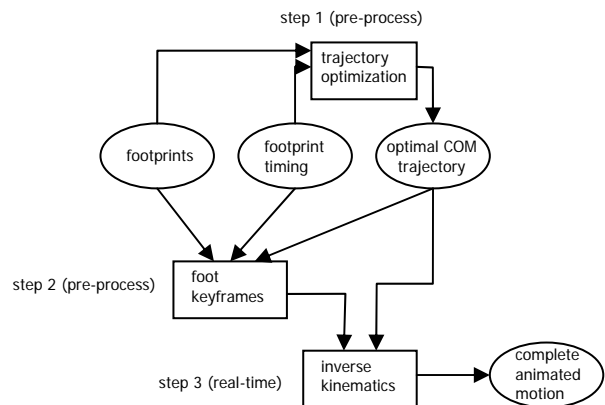 step 1 (pre-process)
trajectory
optimization
footprints
footprint
timing
optimal COM
trajectory
step 2 (pre-process)
foot
keyframes
step 3 (real-time)
inverse
kinematics
complete
animated
motion